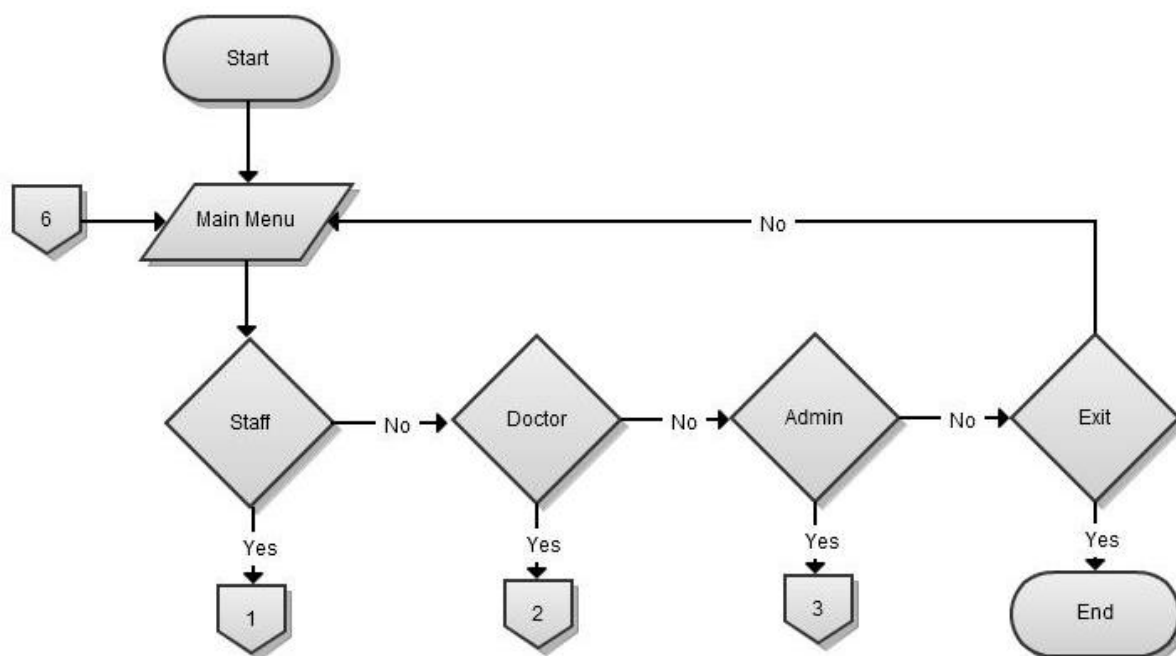 Start
6
Main Menu
No
Staff
No
Doctor
No
Admin
No
Exit
Yes
Yes
Yes
Yes
1
2
3
End